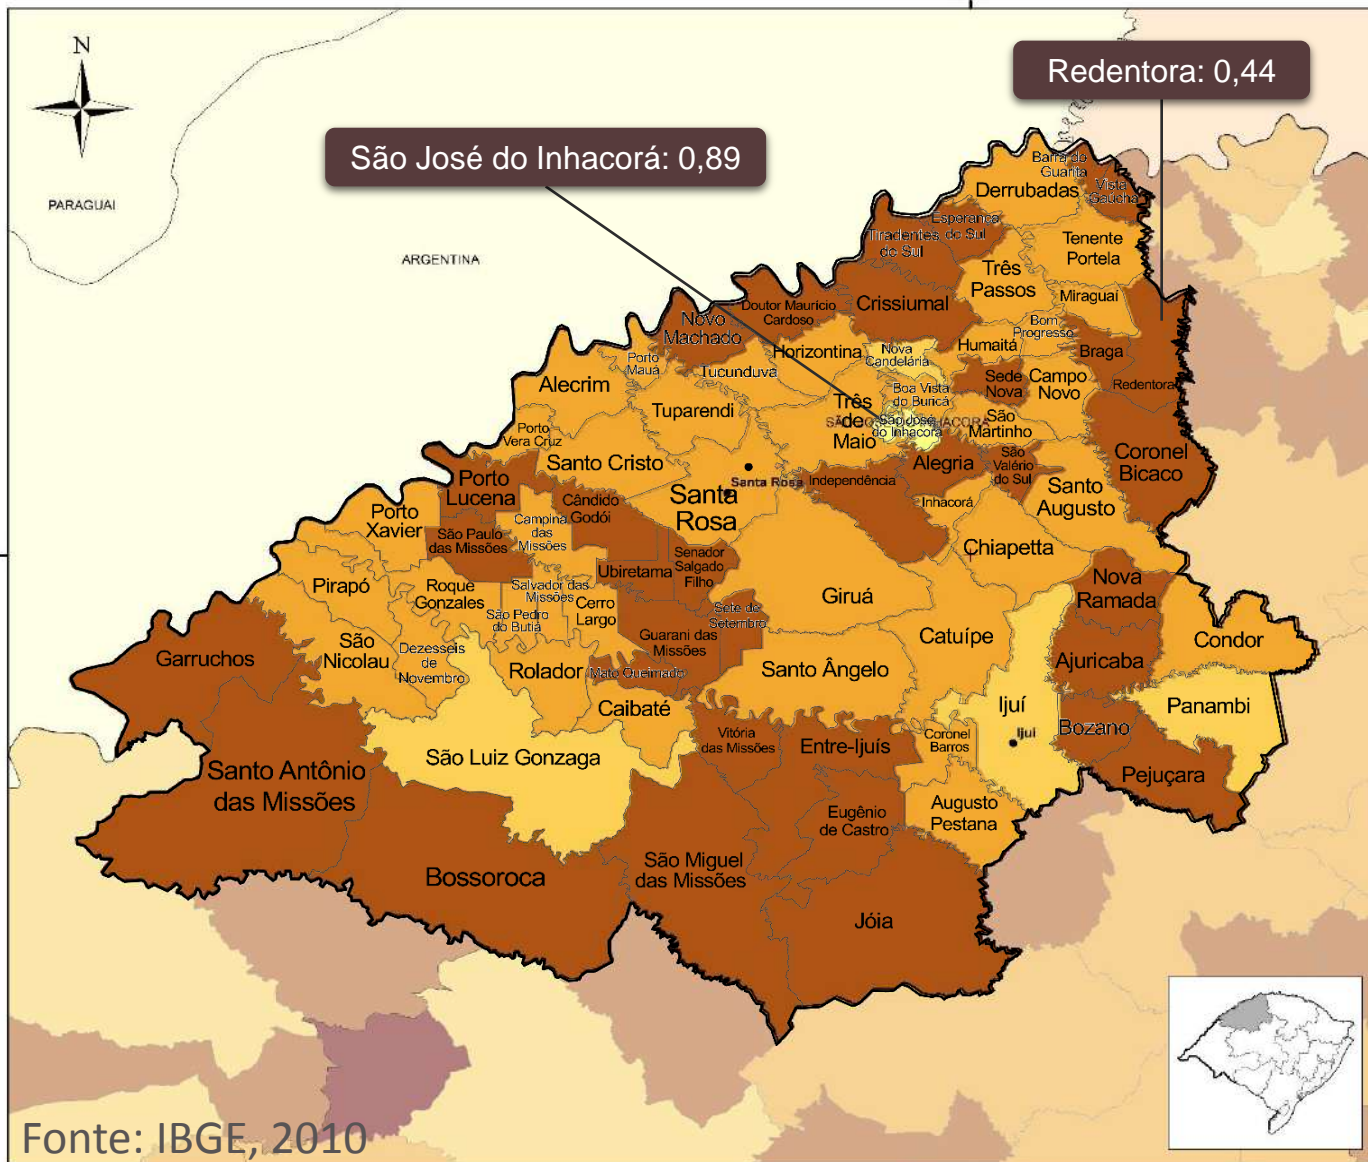 N
Redentora: 0,44
São José do Inhacorá: 0,89
PARAGUAI
ARGENTINA
Barra do
Guarita
Derrubadas
Vista
Gaúcha
Esperança
do Sul
Tiradentes
do Sul
Tenente
Portela
Três
Passos
Miraguaí
Crissiumal
Doutor Maurício
Cardoso
Novo
Machado
Bom
Progresso
Humaitá
Braga
Redentora
Horizontina
Nova
Candelária
Porto
Mauá
Tucunduva
Alecrim
Boa Vista
do Buricá
Sede
Nova
Campo
Novo
Tuparendi
Três
de
Maio
São José
do Inhacorá
São
Martinho
Porto
Vera Cruz
Santo Cristo
Coronel
Bicaco
Alegria
São
Valério
do Sul
Santa Rosa
Santa
Rosa
Independência
Porto
Lucena
Cândido
Godói
Inhacorá
Santo
Augusto
Porto
Xavier
São Paulo
das Missões
Campina
das
Missões
Chiapetta
Senador
Salgado
Filho
Ubiretama
Pirapó
Roque
Gonzales
Salvador das
Missões
Cerro
Largo
Giruá
Nova
Ramada
São Pedro
do Butiá
Sete de
Setembro
Guarani das
Missões
Catuípe
Condor
São
Nicolau
Dezesseis
de
Novembro
Garruchos
Rolador
Mato Queimado
Santo Ângelo
Ajuricaba
Caibaté
Ijuí
Ijuí
Panambi
Bozano
São Luiz Gonzaga
Vitória
das Missões
Entre-Ijuís
Coronel
Barros
Santo Antônio
das Missões
Pejuçara
Eugênio
de Castro
Augusto
Pestana
Bossoroca
São Miguel
das Missões
Jóia
Fonte: IBGE, 2010